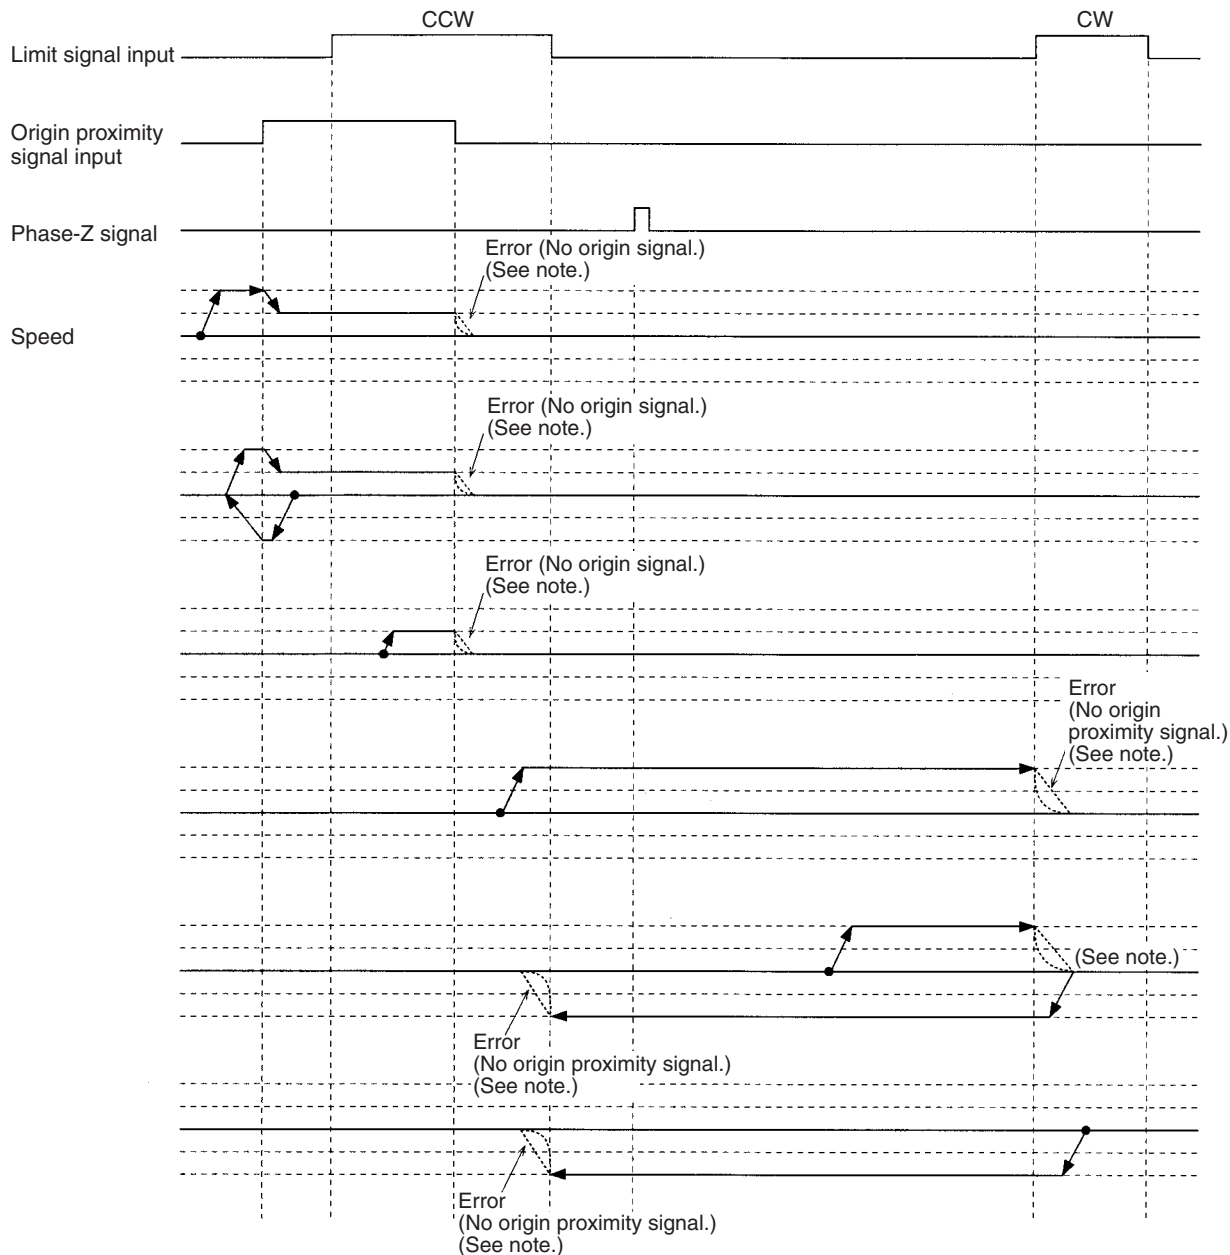 CCW
CW
Limit signal input
Origin proximity
signal input
Phase-Z signal
Error (No origin signal.)
(See note.)
Speed
Error (No origin signal.)
(See note.)
Error (No origin signal.)
(See note.)
Error
(No origin
proximity signal.)
(See note.)
(See note.)
Error
(No origin proximity signal.)
(See note.)
Error
(No origin proximity signal.)
(See note.)